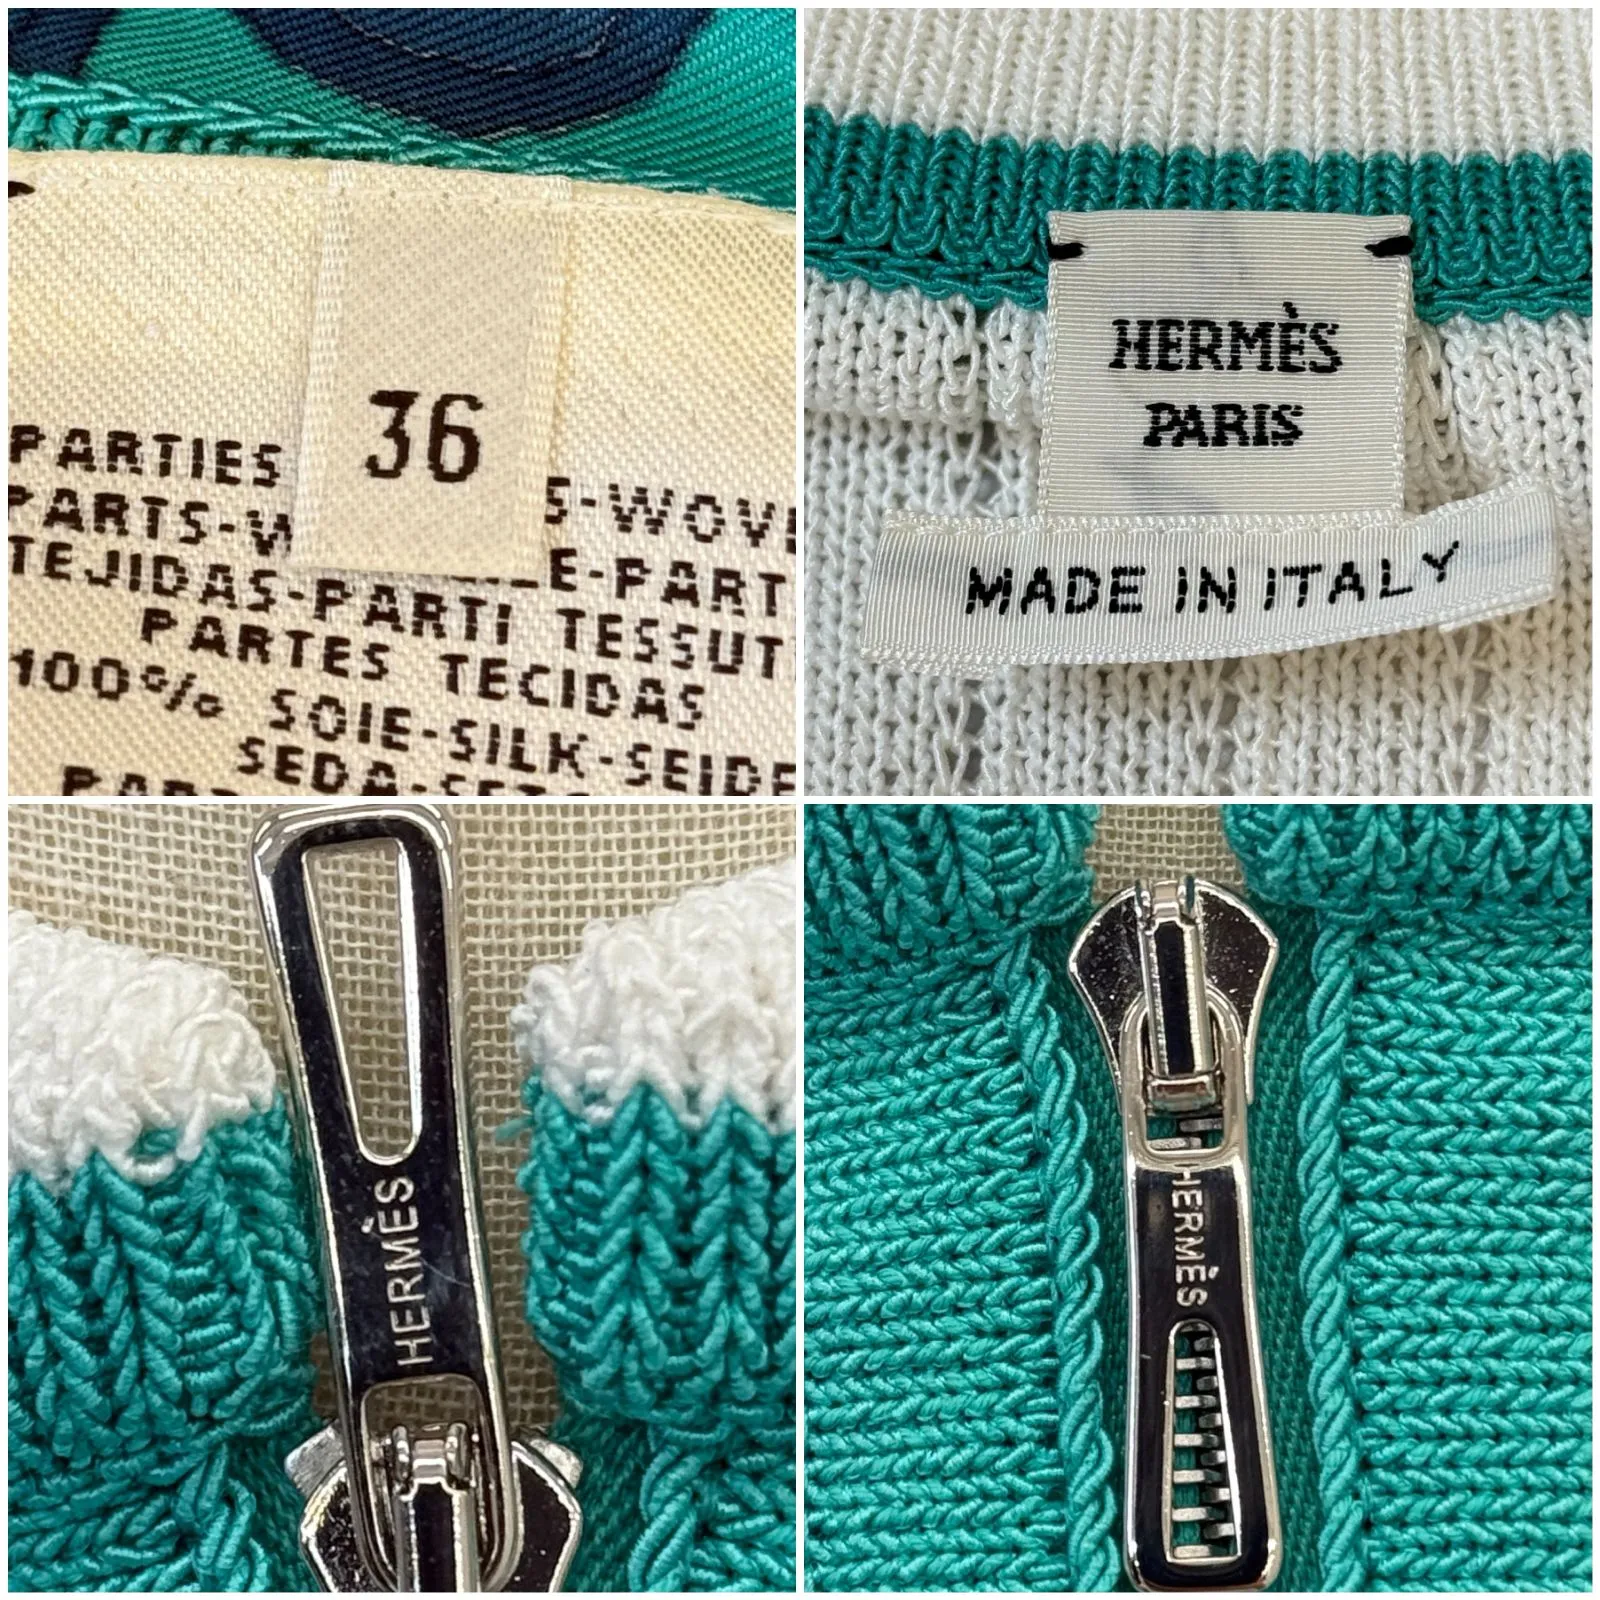 36
PARTIES
PARTS-W
S-WOV
TEJIDAS-PARTI TESSUT
E-PART
PARTES TECIDAS
100% SOIE-SILK-SEIDE
SEDA-
HERMÈS
PARIS
MADE IN ITALY
HERMÈS
HERMÈS